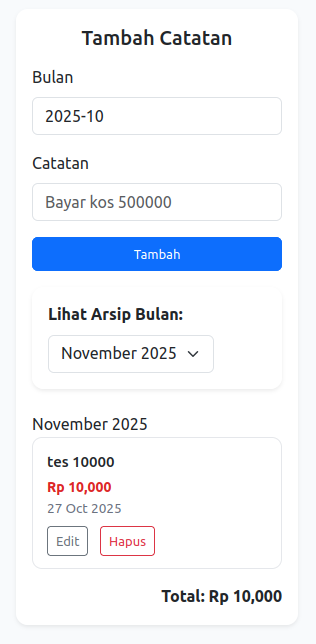 Tambah Catatan
Bulan
2025-10
Catatan
Bayar kos 500000
Tambah
Lihat Arsip Bulan:
November 2025
November 2025
tes 10000
Rp 10,000
27 Oct 2025
Edit Hapus
Total: Rp 10,000